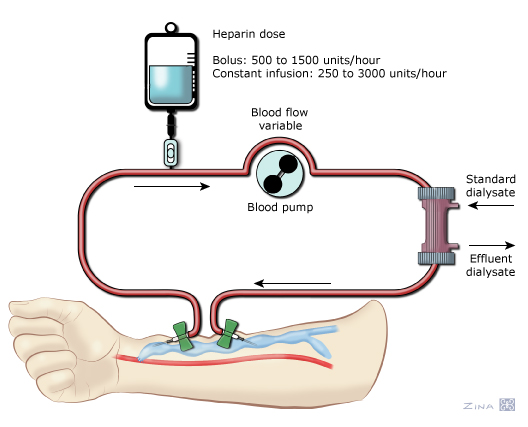 Heparin dose
Bolus: 500 to 1500 units/hour
Constant infusion: 250 to 3000 units/hour
Blood flow
variable
Blood pump
Standard
dialysate
Effluent
dialysate
ZINA